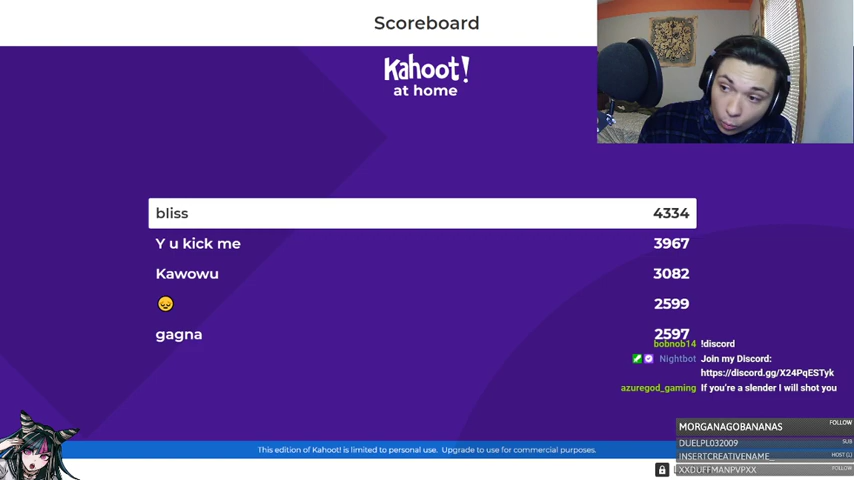 Scoreboard
Kahoot!
at home
bliss 4334
Y u kick me 3967
Kawowu 3082
😞 2599
gagna 2597
bobnob14 !discord
Nightbot Join my Discord:
https://discord.gg/X24PqESTyk
azuregod_gaming If you're a slender I will shot you
MORGANAGOBANANAS FOLLOW
DUELPL032009 SUB
INSERTCREATIVENAME_ HOST (1)
LXXDUFFMANPVPXX FOLLOW
This edition of Kahoot! is limited to personal use. Upgrade to use for commercial purposes.